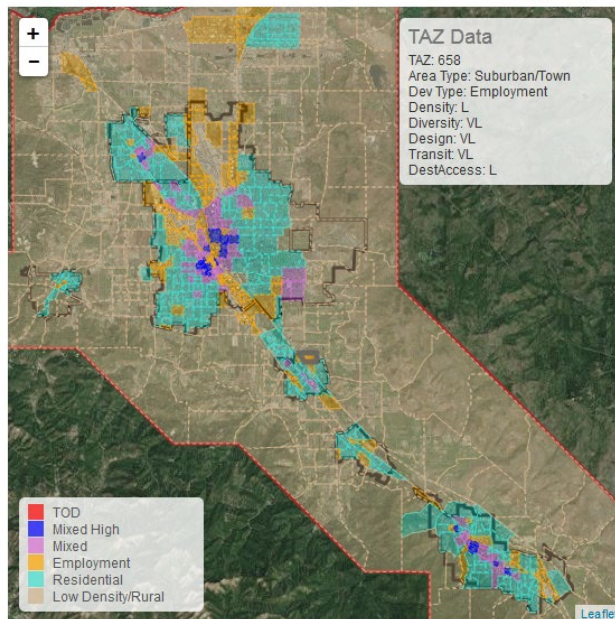 +
−
TAZ Data
TAZ: 658
Area Type: Suburban/Town
Dev Type: Employment
Density: L
Diversity: VL
Design: VL
Transit: VL
DestAccess: L
TOD
Mixed High
Mixed
Employment
Residential
Low Density/Rural
Leafle